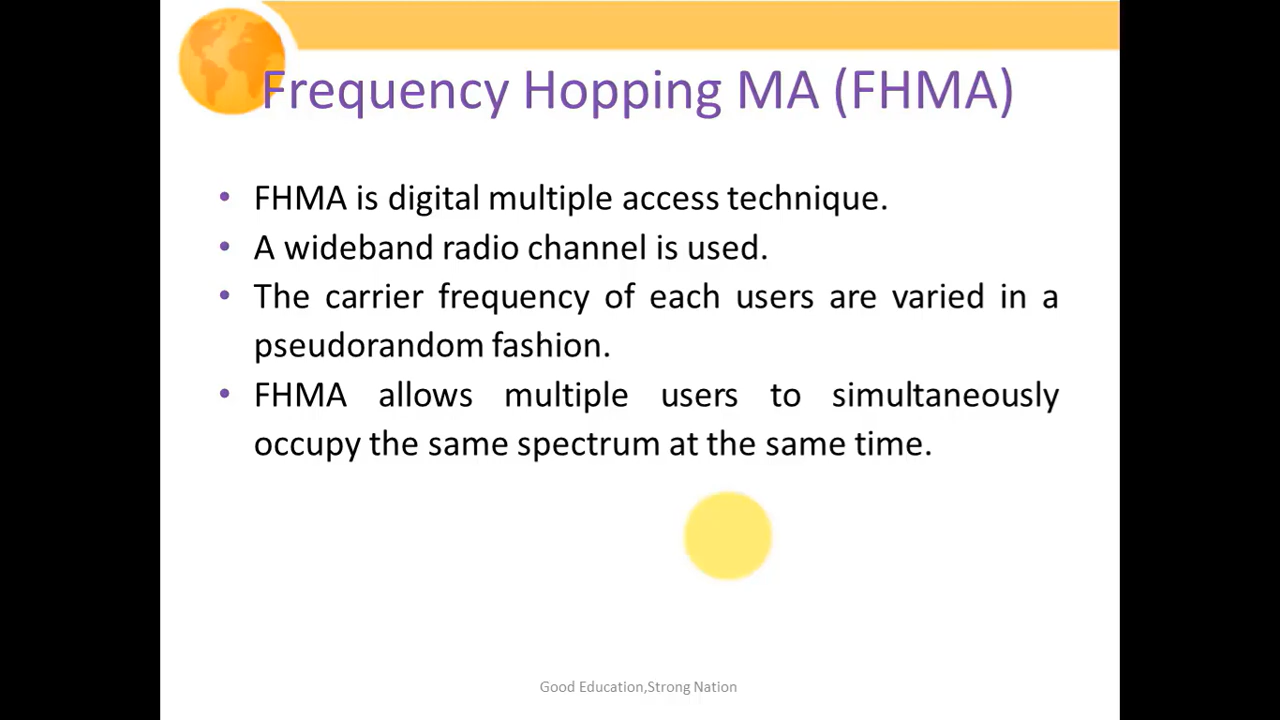 Frequency Hopping MA (FHMA)
• FHMA is digital multiple access technique.
• A wideband radio channel is used.
• The carrier frequency of each users are varied in a
pseudorandom fashion.
• FHMA allows multiple users to simultaneously
occupy the same spectrum at the same time.
Good Education,Strong Nation